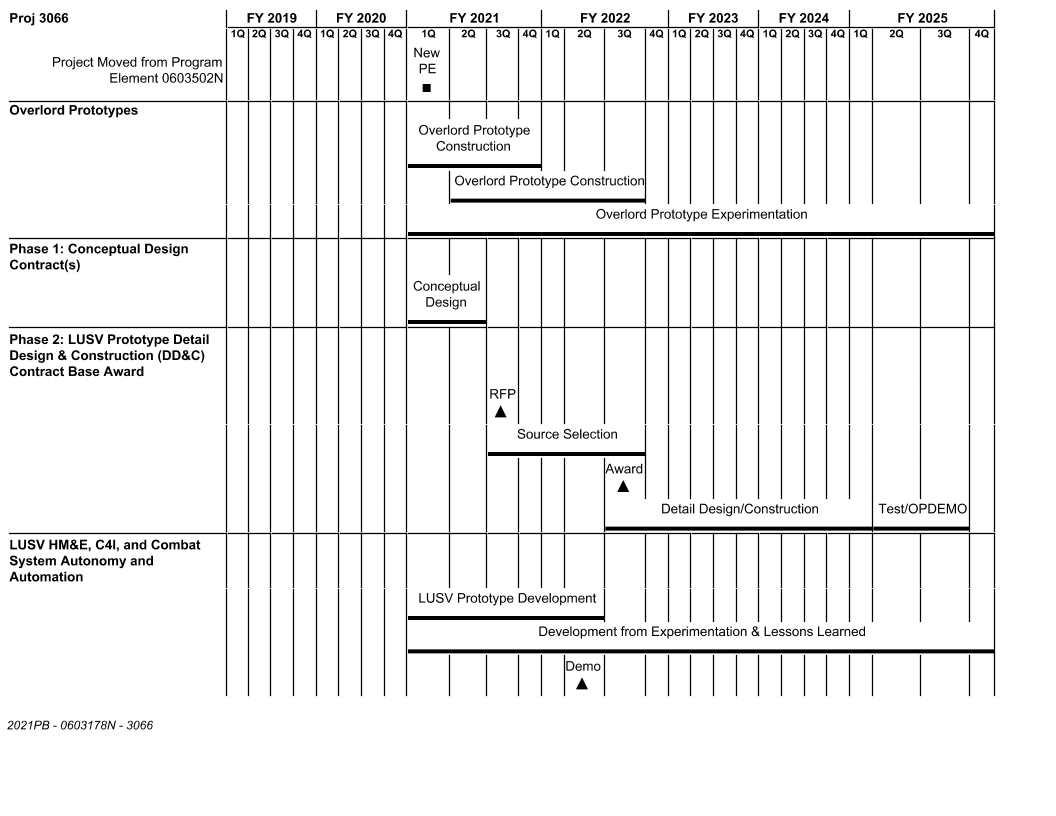 Proj 3066
FY 2019 FY 2020 FY 2021 FY 2022 FY 2023 FY 2024 FY 2025
1Q 2Q 3Q 4Q 1Q 2Q 3Q 4Q 1Q 2Q 3Q 4Q 1Q 2Q 3Q 4Q 1Q 2Q 3Q 4Q 1Q 2Q 3Q 4Q 1Q 2Q 3Q 4Q
Project Moved from Program
Element 0603502N
New
PE
Overlord Prototypes
Overlord Prototype
Construction
Overlord Prototype Construction
Overlord Prototype Experimentation
Phase 1: Conceptual Design
Contract(s)
Conceptual
Design
Phase 2: LUSV Prototype Detail
Design & Construction (DD&C)
Contract Base Award
RFP
Source Selection
Award
Detail Design/Construction
Test/OPDEMO
LUSV HM&E, C4I, and Combat
System Autonomy and
Automation
LUSV Prototype Development
Development from Experimentation & Lessons Learned
Demo
2021PB - 0603178N - 3066